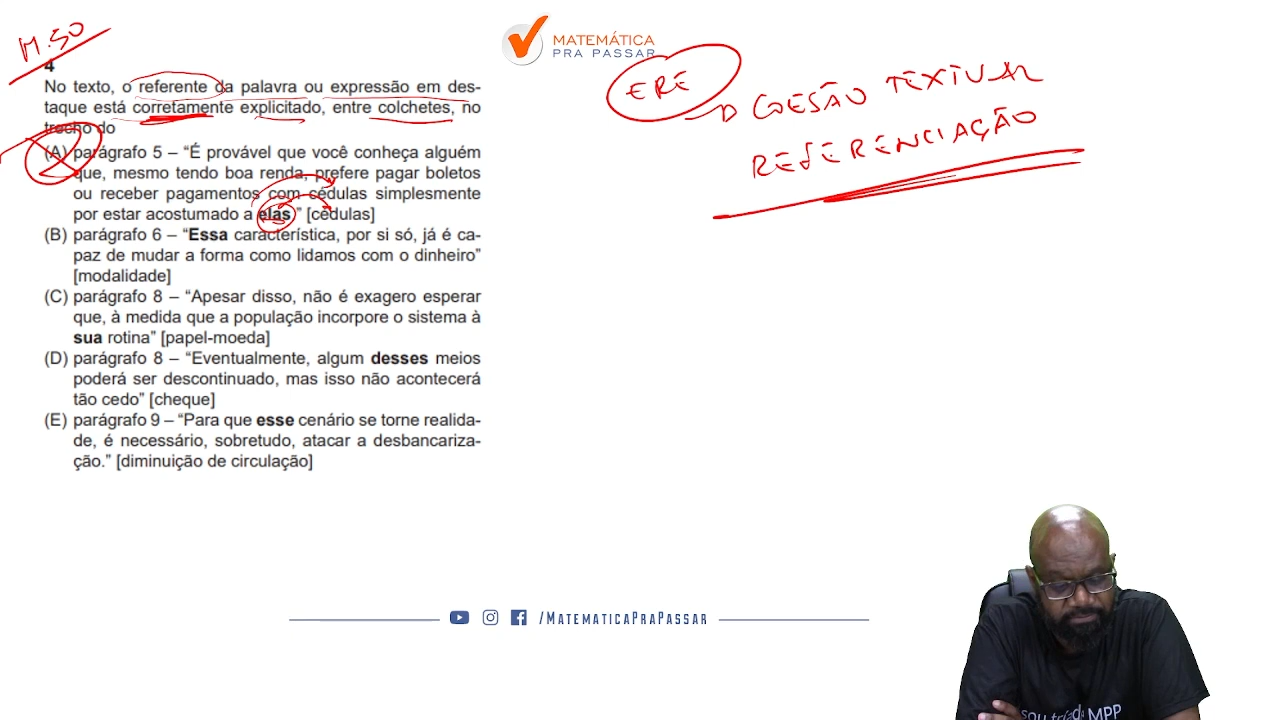 M.50
MATEMÁTICA
PRA PASSAR
4
No texto, o referente da palavra ou expressão em des-
taque está corretamente explicitado, entre colchetes, no
trecho do
(A) parágrafo 5 – “É provável que você conheça alguém
que, mesmo tendo boa renda, prefere pagar boletos
ou receber pagamentos com cédulas simplesmente
por estar acostumado a elas.” [cédulas]
(B) parágrafo 6 – “Essa característica, por si só, já é ca-
paz de mudar a forma como lidamos com o dinheiro”
[modalidade]
(C) parágrafo 8 – “Apesar disso, não é exagero esperar
que, à medida que a população incorpore o sistema à
sua rotina” [papel-moeda]
(D) parágrafo 8 – “Eventualmente, algum desses meios
poderá ser descontinuado, mas isso não acontecerá
tão cedo” [cheque]
(E) parágrafo 9 – “Para que esse cenário se torne realida-
de, é necessário, sobretudo, atacar a desbancariza-
ção.” [diminuição de circulação]
ERE
COESÃO TEXTUAL
REFERENCIAÇÃO
/MATEMATICAPRAPASSAR
sou tríade MPP